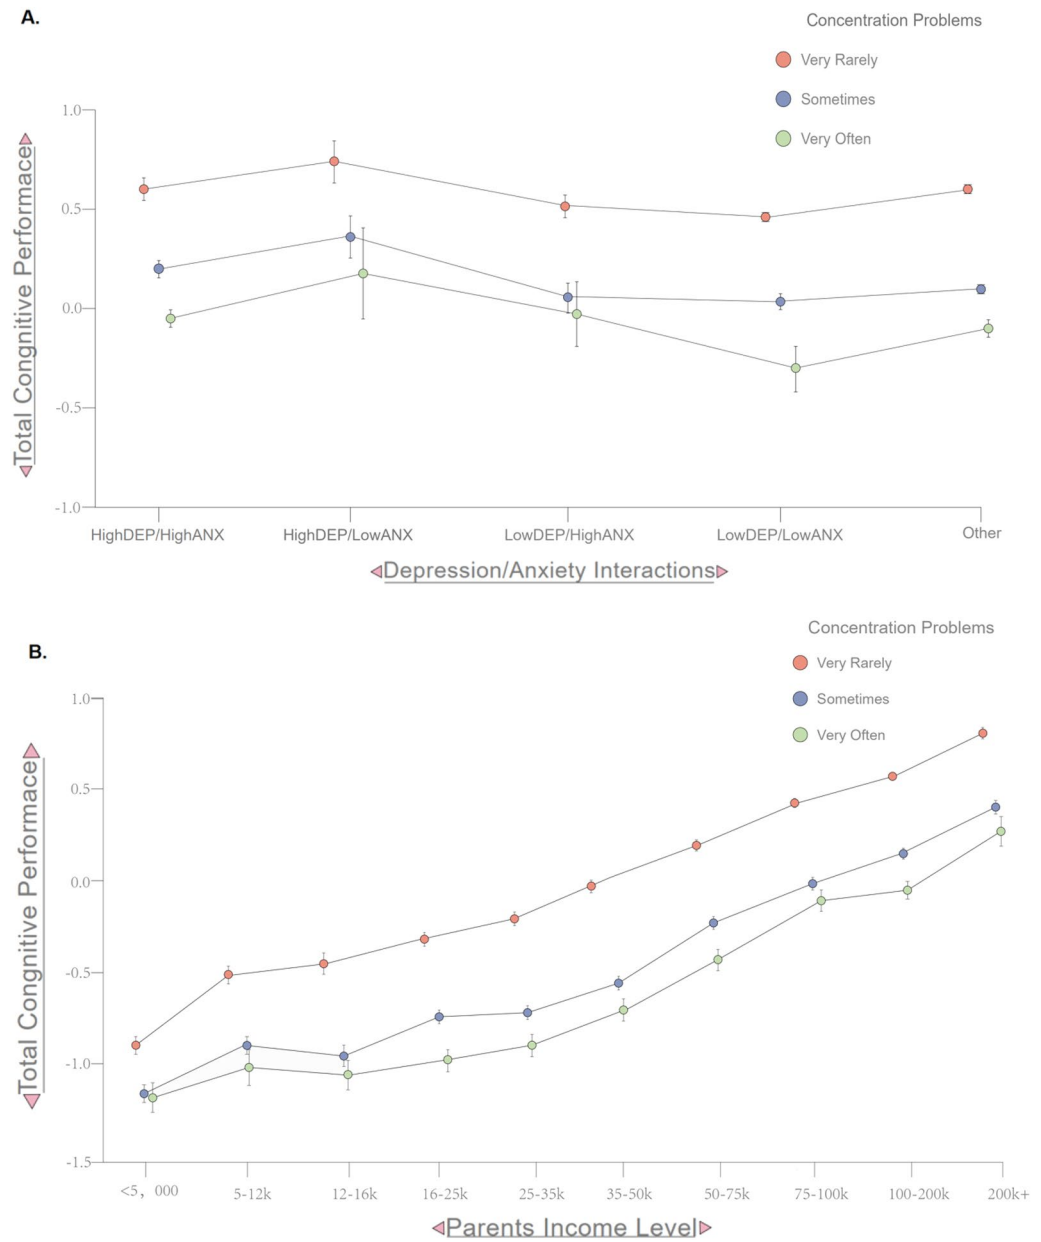 A.
Concentration Problems
Very Rarely
Sometimes
Very Often
1.0
0.5
0.0
-0.5
-1.0
Total Congnitive Performace
HighDEP/HighANX
HighDEP/LowANX
LowDEP/HighANX
LowDEP/LowANX
Other
Depression/Anxiety Interactions
B.
Concentration Problems
Very Rarely
Sometimes
Very Often
1.0
0.5
0.0
-0.5
-1.0
-1.5
Total Congnitive Performace
<5, 000
5-12k
12-16k
16-25k
25-35k
35-50k
50-75k
75-100k
100-200k
200k+
Parents Income Level